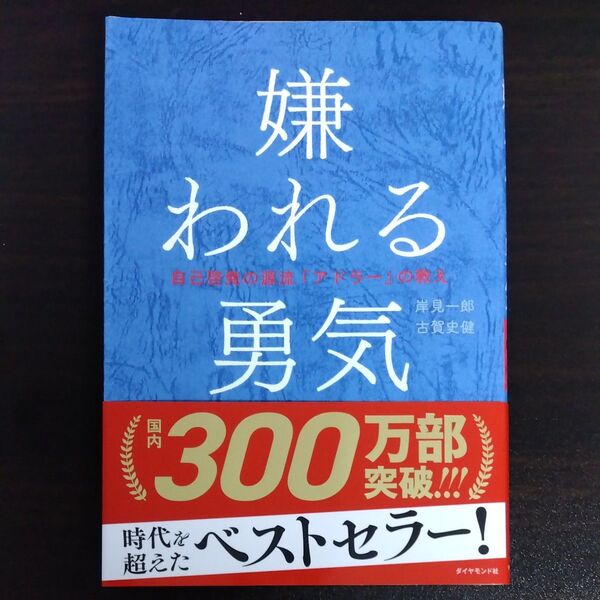 嫌
われる
自己啓発の源流「アドラー」の教え
岸見一郎
古賀史健
勇気
国内
300万部
突破!!!
時代を
超えた
ベストセラー!
ダイヤモンド社